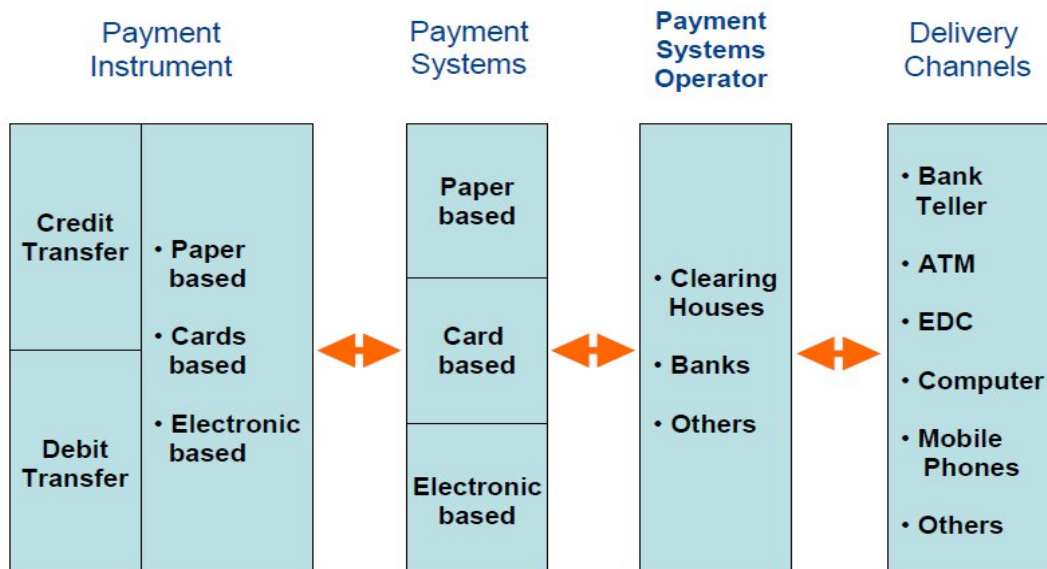 Payment
Instrument
Payment
Systems
Payment
Systems
Operator
Delivery
Channels
Credit
Transfer
Debit
Transfer
• Paper
based
• Cards
based
• Electronic
based
Paper
based
Card
based
Electronic
based
• Clearing
Houses
• Banks
• Others
• Bank
Teller
• ATM
• EDC
• Computer
• Mobile
Phones
• Others